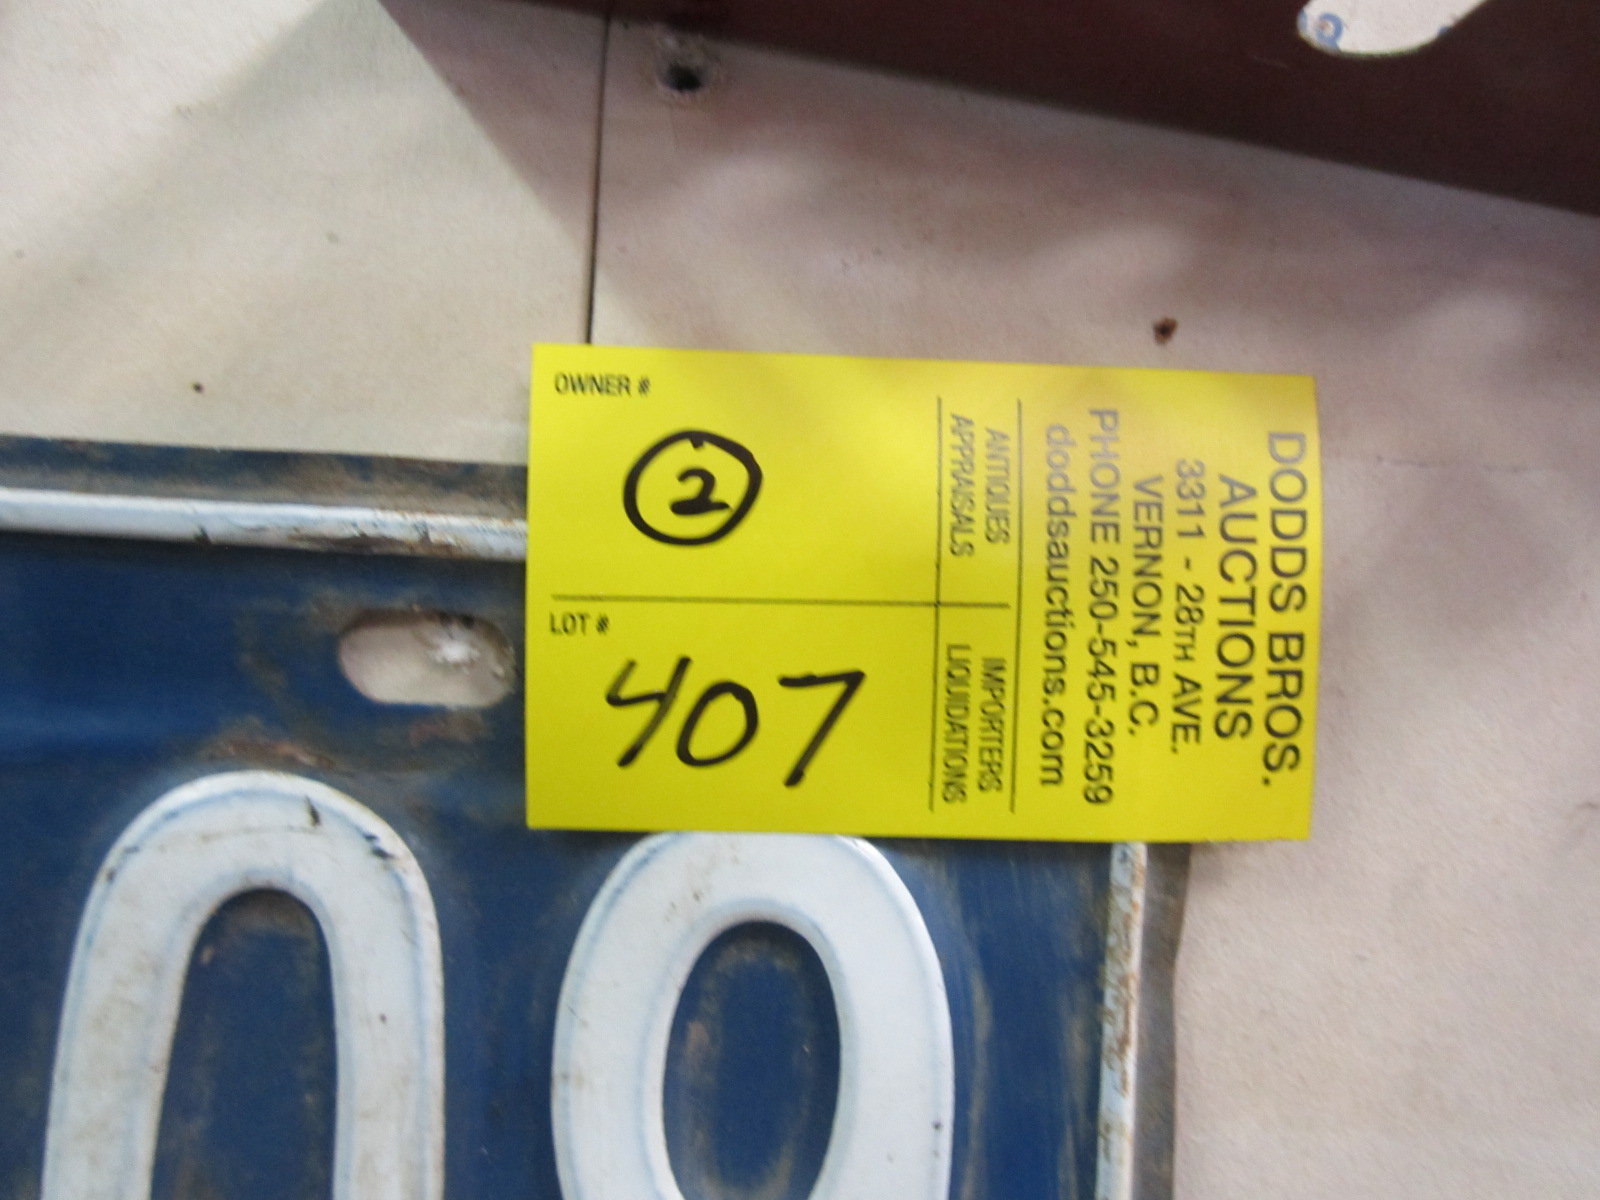 OWNER #
2
LOT #
407
ANTIQUES
APPRAISALS
IMPORTERS
LIQUIDATIONS
DODDS BROS.
AUCTIONS
3311 - 28TH AVE.
VERNON, B.C.
PHONE 250-545-3259
doddsauctions.com